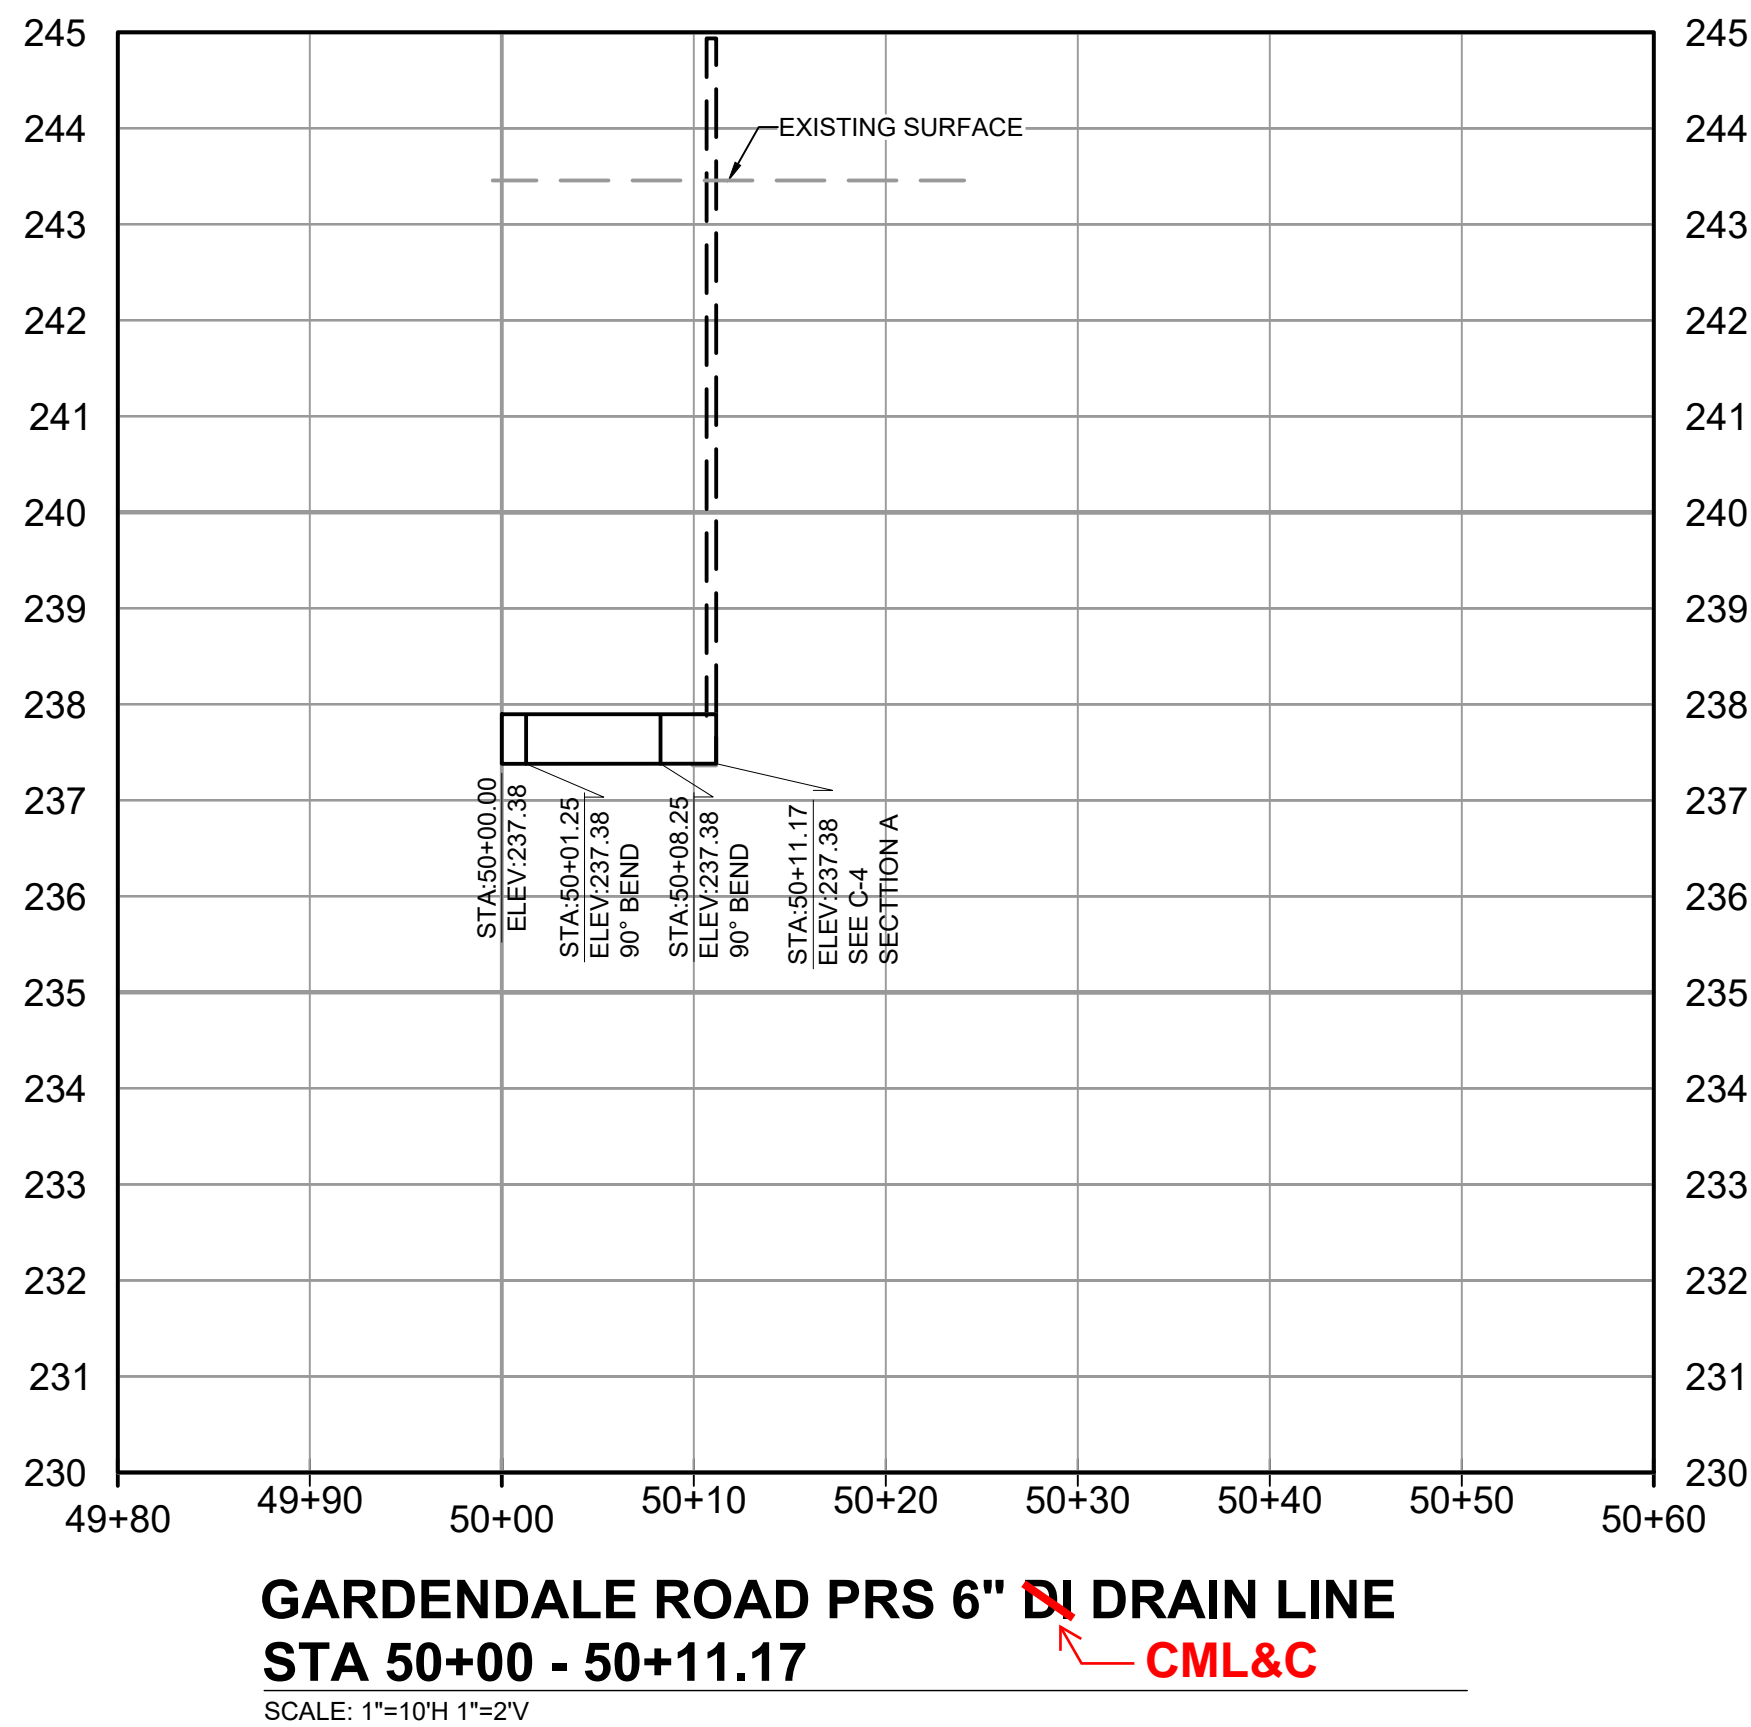 245 245
244 EXISTING SURFACE 244
243 243
242 242
241 241
240 240
239 239
238 238
237 237
236 236
235 235
234 234
233 233
232 232
231 231
230 230
STA:50+00.00
ELEV:237.38
STA:50+01.25
ELEV:237.38
90° BEND
STA:50+08.25
ELEV:237.38
90° BEND
STA:50+11.17
ELEV:237.38
SEE C-4
SECTION A
49+80 49+90 50+00 50+10 50+20 50+30 50+40 50+50 50+60
GARDENDALE ROAD PRS 6" DI DRAIN LINE
STA 50+00 - 50+11.17 CML&C
SCALE: 1"=10'H 1"=2'V